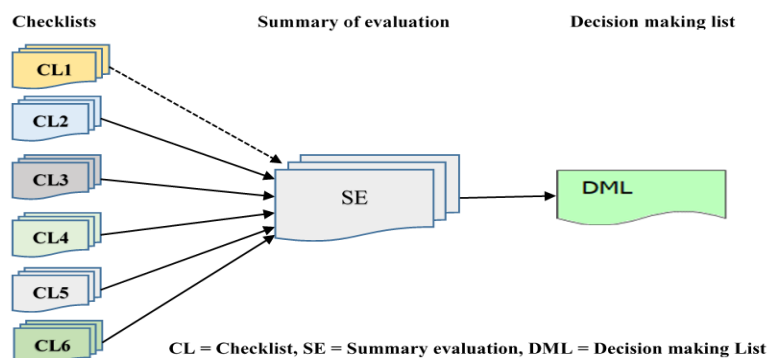 Checklists
Summary of evaluation
Decision making list
CL1
CL2
CL3
CL4
CL5
CL6
SE
DML
CL = Checklist, SE = Summary evaluation, DML = Decision making List